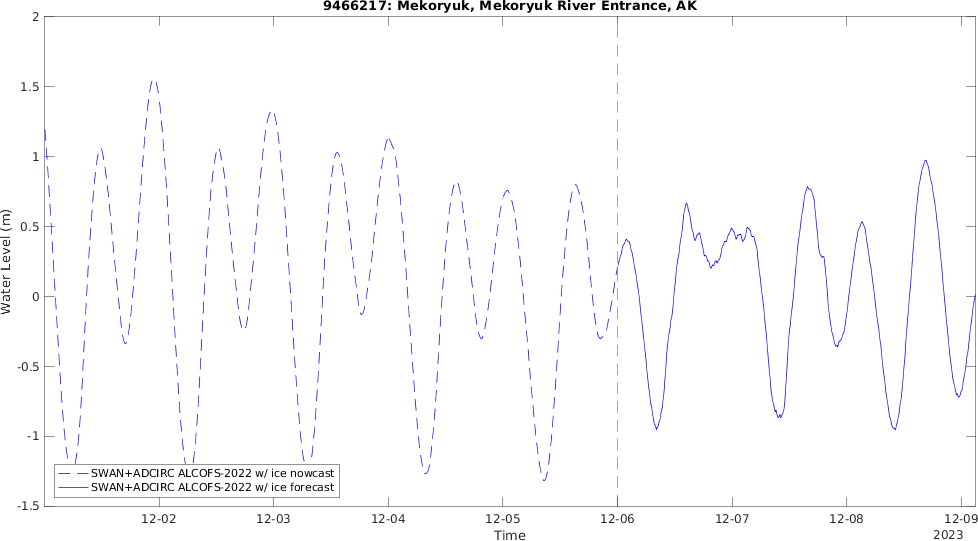 9466217: Mekoryuk, Mekoryuk River Entrance, AK
2
1.5
1
0.5
0
-0.5
-1
-1.5
Water Level (m)
SWAN+ADCIRC ALCOFS-2022 w/ ice nowcast
SWAN+ADCIRC ALCOFS-2022 w/ ice forecast
12-02 12-03 12-04 12-05 12-06 12-07 12-08 12-09
Time
2023